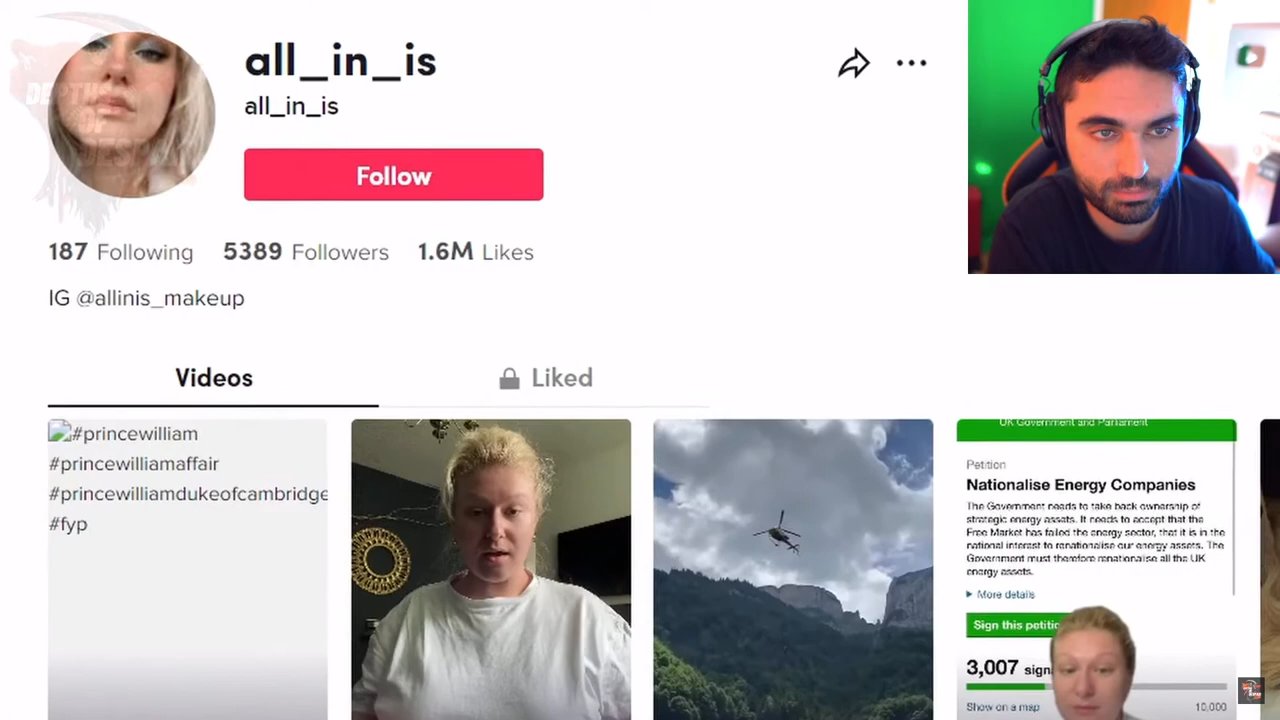 all_in_is
all_in_is
Follow
187 Following 5389 Followers 1.6M Likes
IG @allinis_makeup
Videos Liked
#princewilliam
#princewilliamaffair
#princewilliamdukeofcambridge
#fyp
UK Government and Parliament
Petition
Nationalise Energy Companies
The Government needs to take back ownership of
strategic energy assets. It needs to accept that the
Free Market has failed the energy sector, that it is in the
national interest to renationalise our energy assets. The
Government must therefore renationalise all the UK
energy assets.
More details
Sign this petitio
3,007 sign
Show on a map 10,000